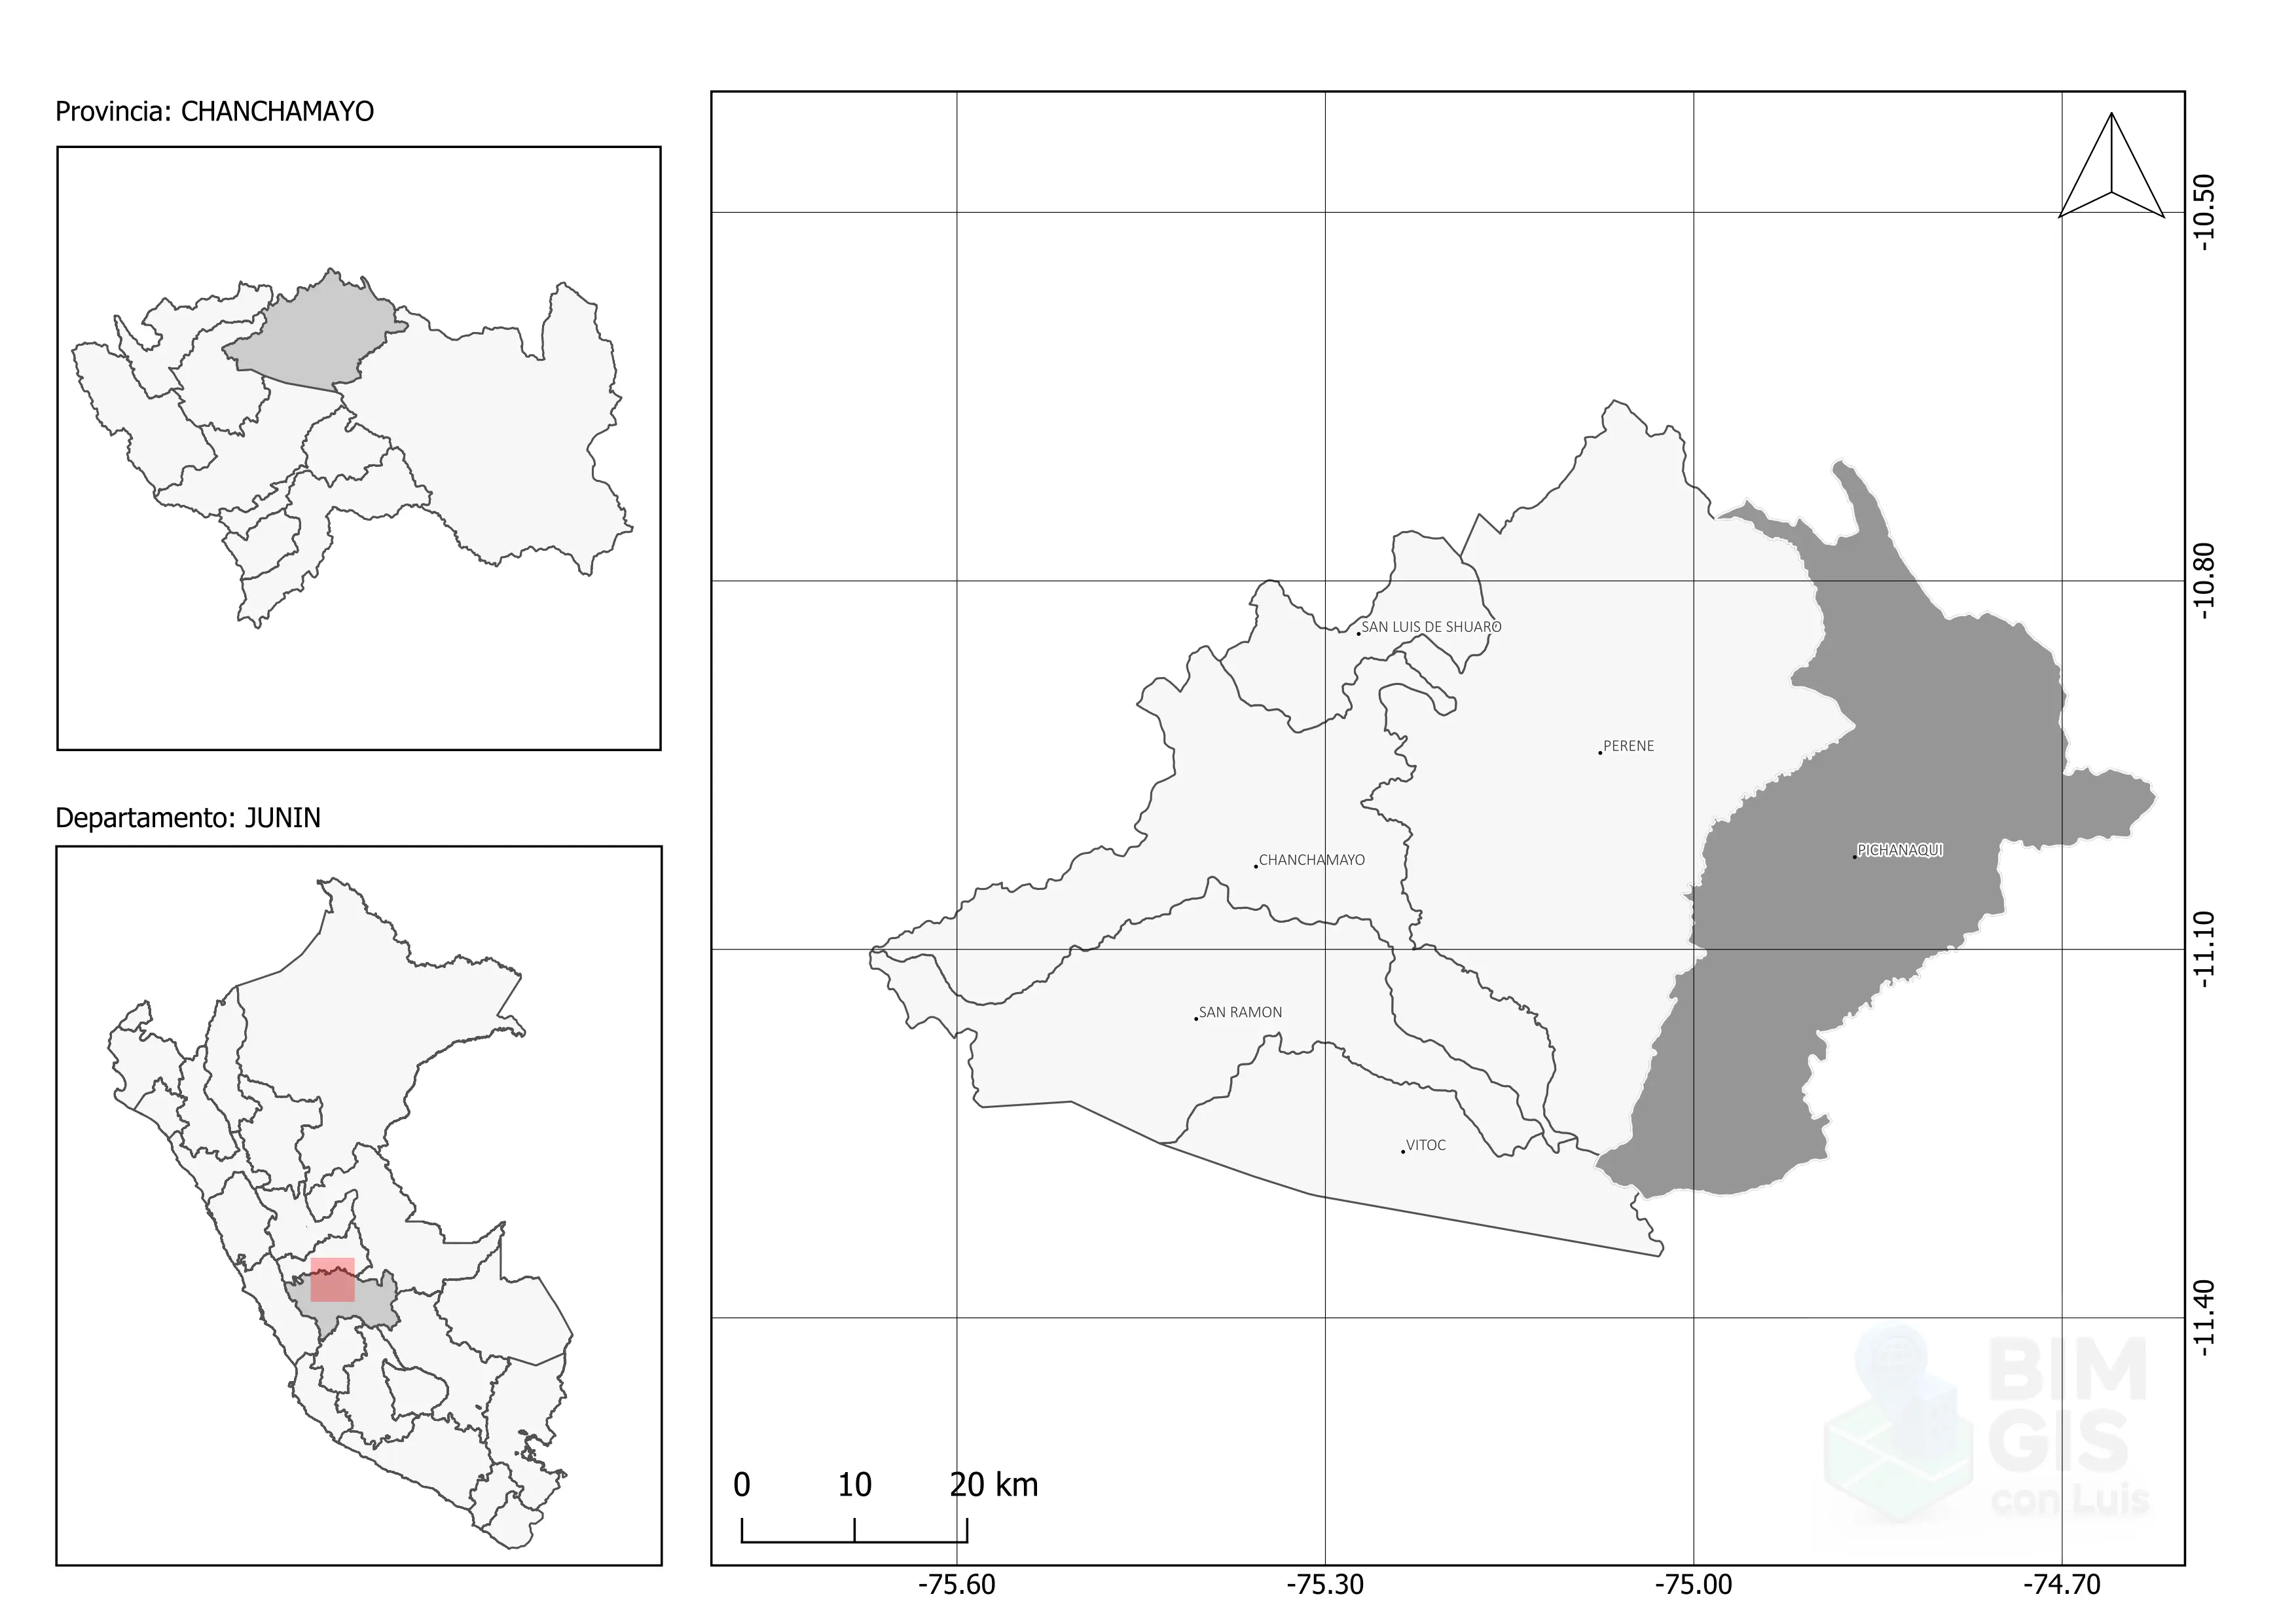 Provincia: CHANCHAMAYO
Departamento: JUNIN
SAN LUIS DE SHUARO
PERENE
CHANCHAMAYO
PICHANAQUI
SAN RAMON
VITOC
-10.50
-10.80
-11.10
-11.40
BIM
GIS
con Luis
0 10 20 km
-75.60 -75.30 -75.00 -74.70